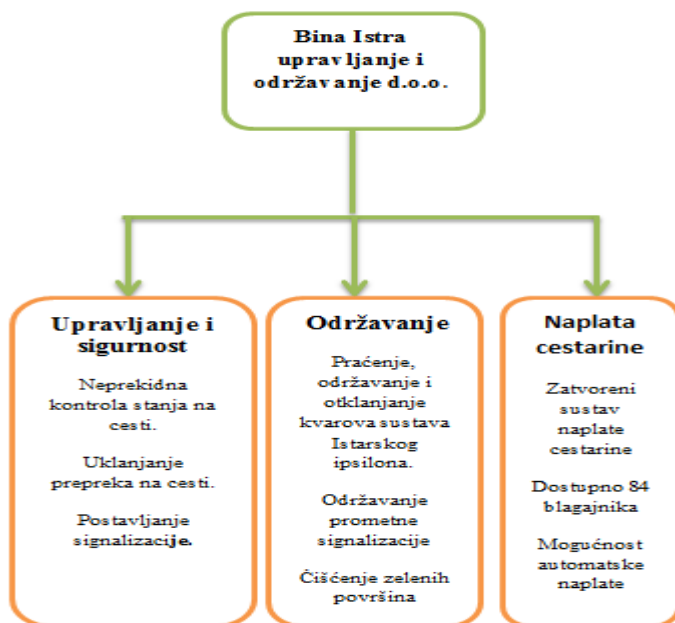 Bina Istra
upravljanje i
održavanje d.o.o.
Upravljanje i
sigurnost
Neprekidna
kontrola stanja na
cesti.
Uklanjanje
prepreka na cesti.
Postavljanje
signalizacije.
Održavanje
Praćenje,
održavanje i
otklanjanje
kvarova sustava
Istarskog
ipsilona.
Održavanje
prometne
signalizacije
Čišćenje zelenih
površina
Naplata
cestarine
Zatvoreni
sustav
naplate
cestarine
Dostupno 84
blagajnika
Mogućnost
automatske
naplate